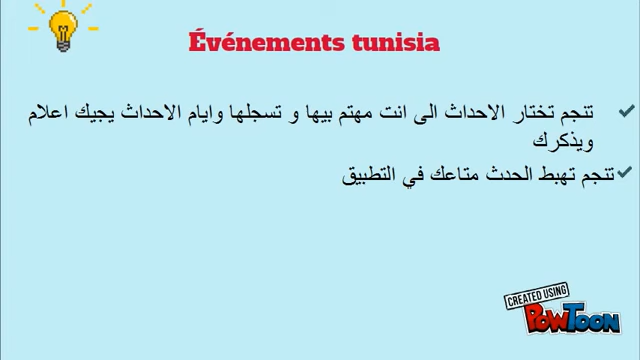 Événements tunisia
تنجم تختار الاحداث الى انت مهتم بيها و تسجلها وايام الاحداث يجيك اعلام
ويذكرك
تنجم تهبط الحدث متاعك في التطبيق
CREATED USING
POWTOON